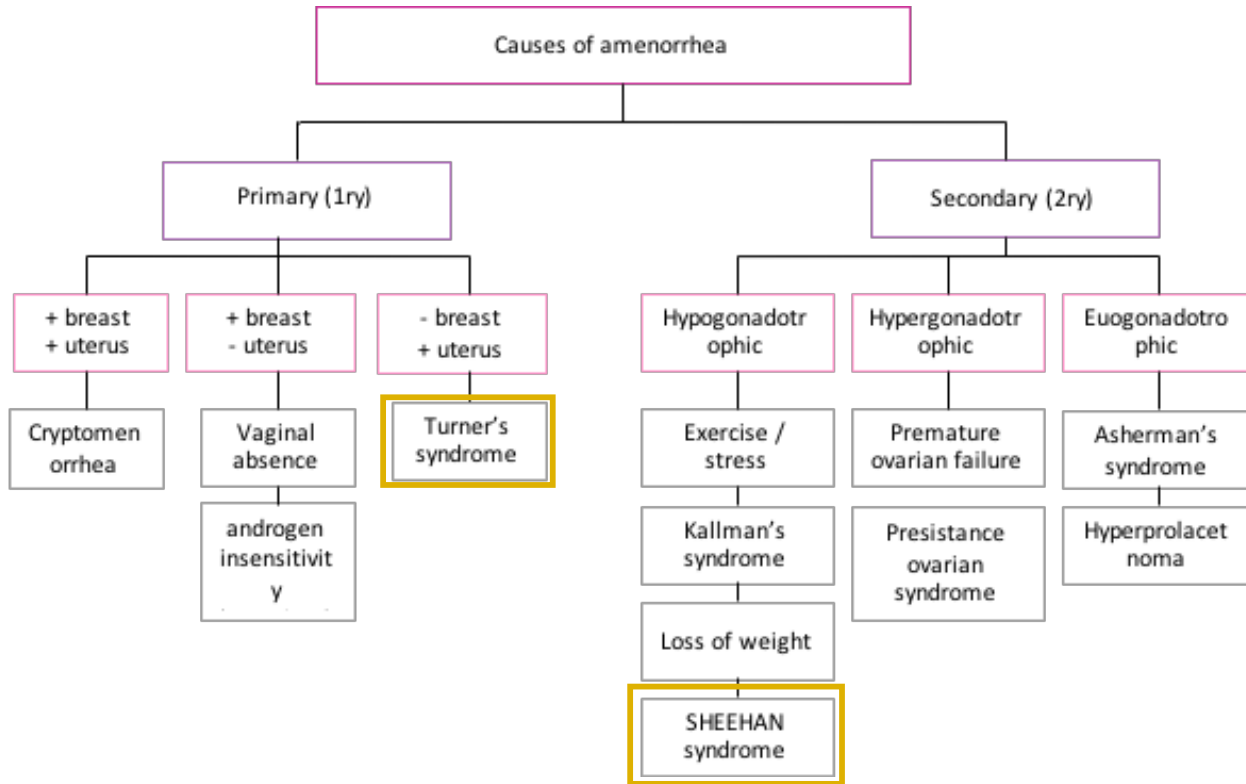 Causes of amenorrhea
Primary (1ry)
Secondary (2ry)
+ breast
+ uterus
+ breast
- uterus
- breast
+ uterus
Hypogonadotr
ophic
Hypergonadotr
ophic
Euogonadotro
phic
Cryptomen
orrhea
Vaginal
absence
Turner’s
syndrome
Exercise /
stress
Premature
ovarian failure
Asherman’s
syndrome
androgen
insensitivit
y
Kallman’s
syndrome
Presistance
ovarian
syndrome
Hyperprolacet
noma
Loss of weight
SHEEHAN
syndrome